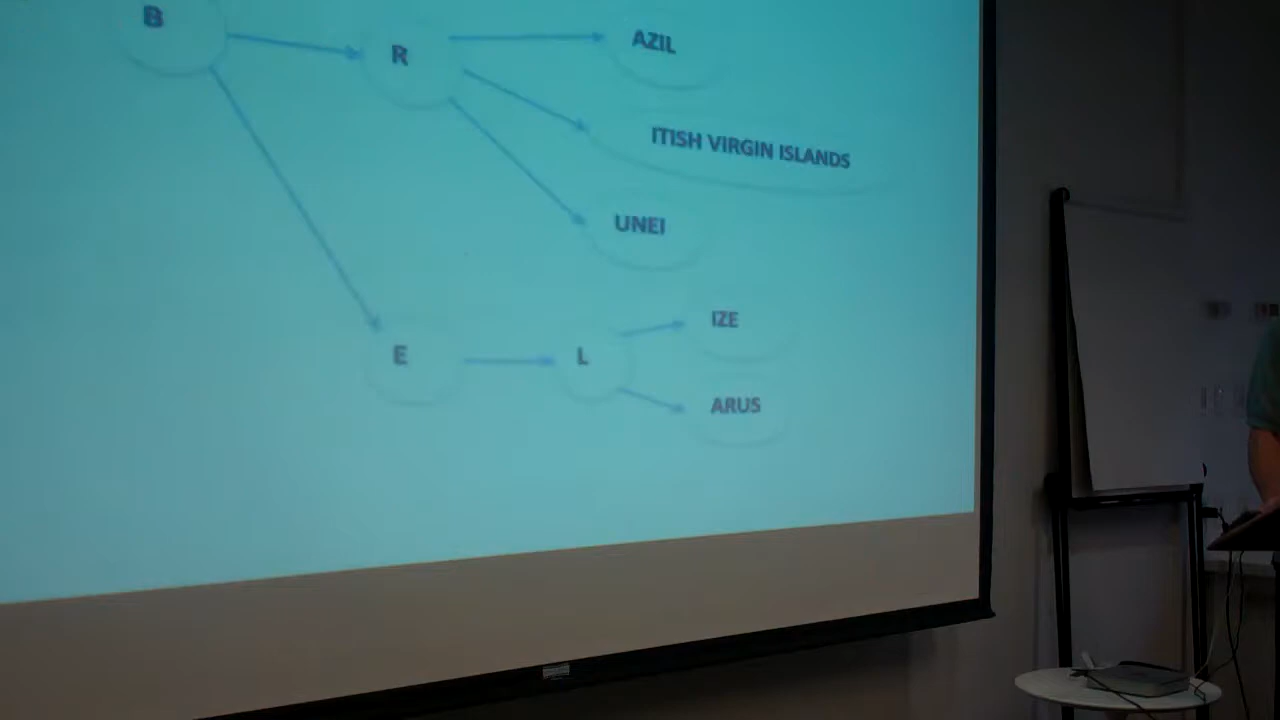 B
R
AZIL
ITISH VIRGIN ISLANDS
UNEI
E
L
IZE
ARUS